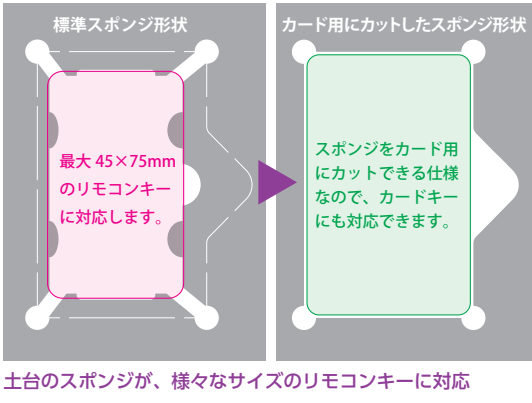 標準スポンジ形状
カード用にカットしたスポンジ形状
最大 45×75mm
のリモコンキー
に対応します。
スポンジをカード用
にカットできる仕様
なので、カードキー
にも対応できます。
土台のスポンジが、様々なサイズのリモコンキーに対応